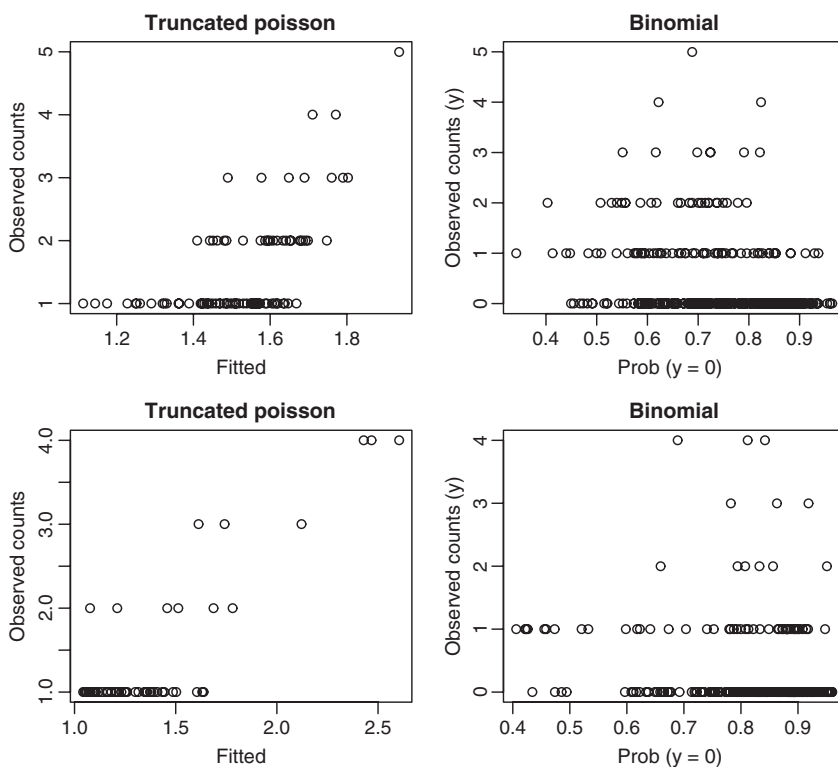 Truncated poisson
Observed counts
5
4
3
2
1
1.2 1.4 1.6 1.8
Fitted
Binomial
Observed counts (y)
5
4
3
2
1
0
0.4 0.5 0.6 0.7 0.8 0.9
Prob (y = 0)
Truncated poisson
Observed counts
4.0
3.0
2.0
1.0
1.0 1.5 2.0 2.5
Fitted
Binomial
Observed counts (y)
4
3
2
1
0
0.4 0.5 0.6 0.7 0.8 0.9
Prob (y = 0)